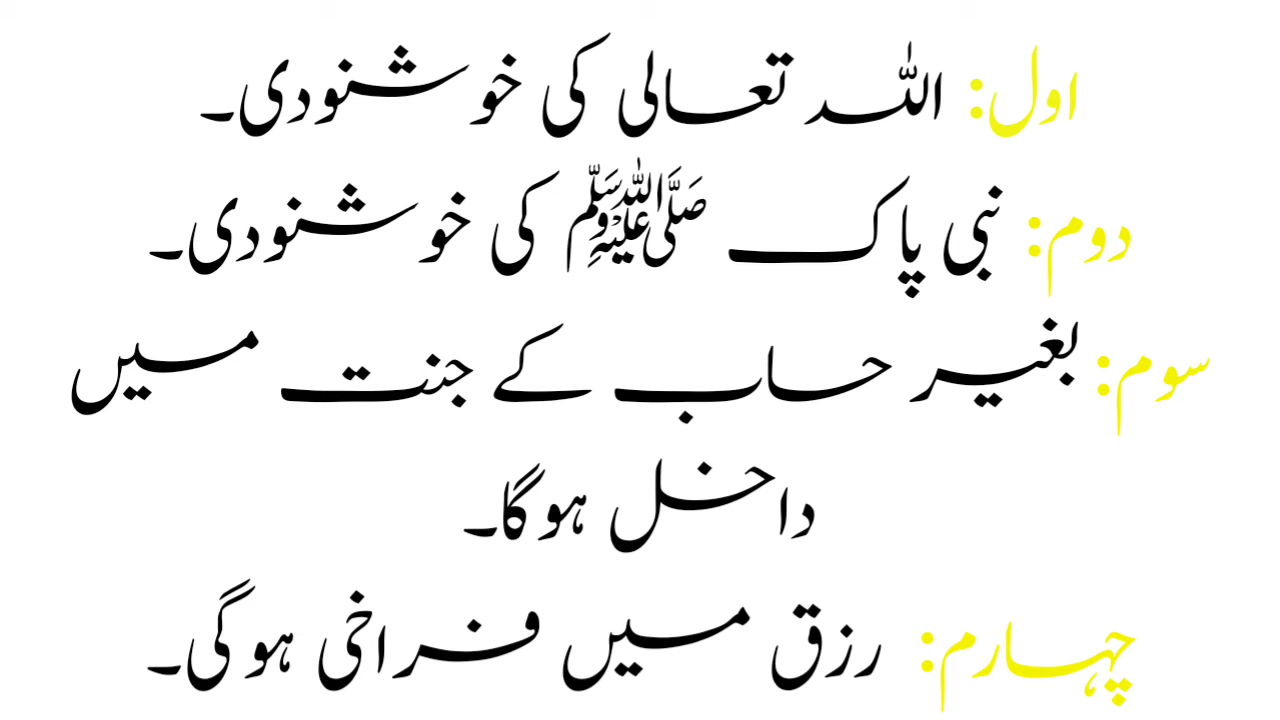 اول: اللہ تعالی کی خوشنودی۔
دوم: نبی پاک ﷺ کی خوشنودی۔
سوم: بغیر حساب کے جنت میں
داخل ہوگا۔
چہارم: رزق میں فراخی ہوگی۔